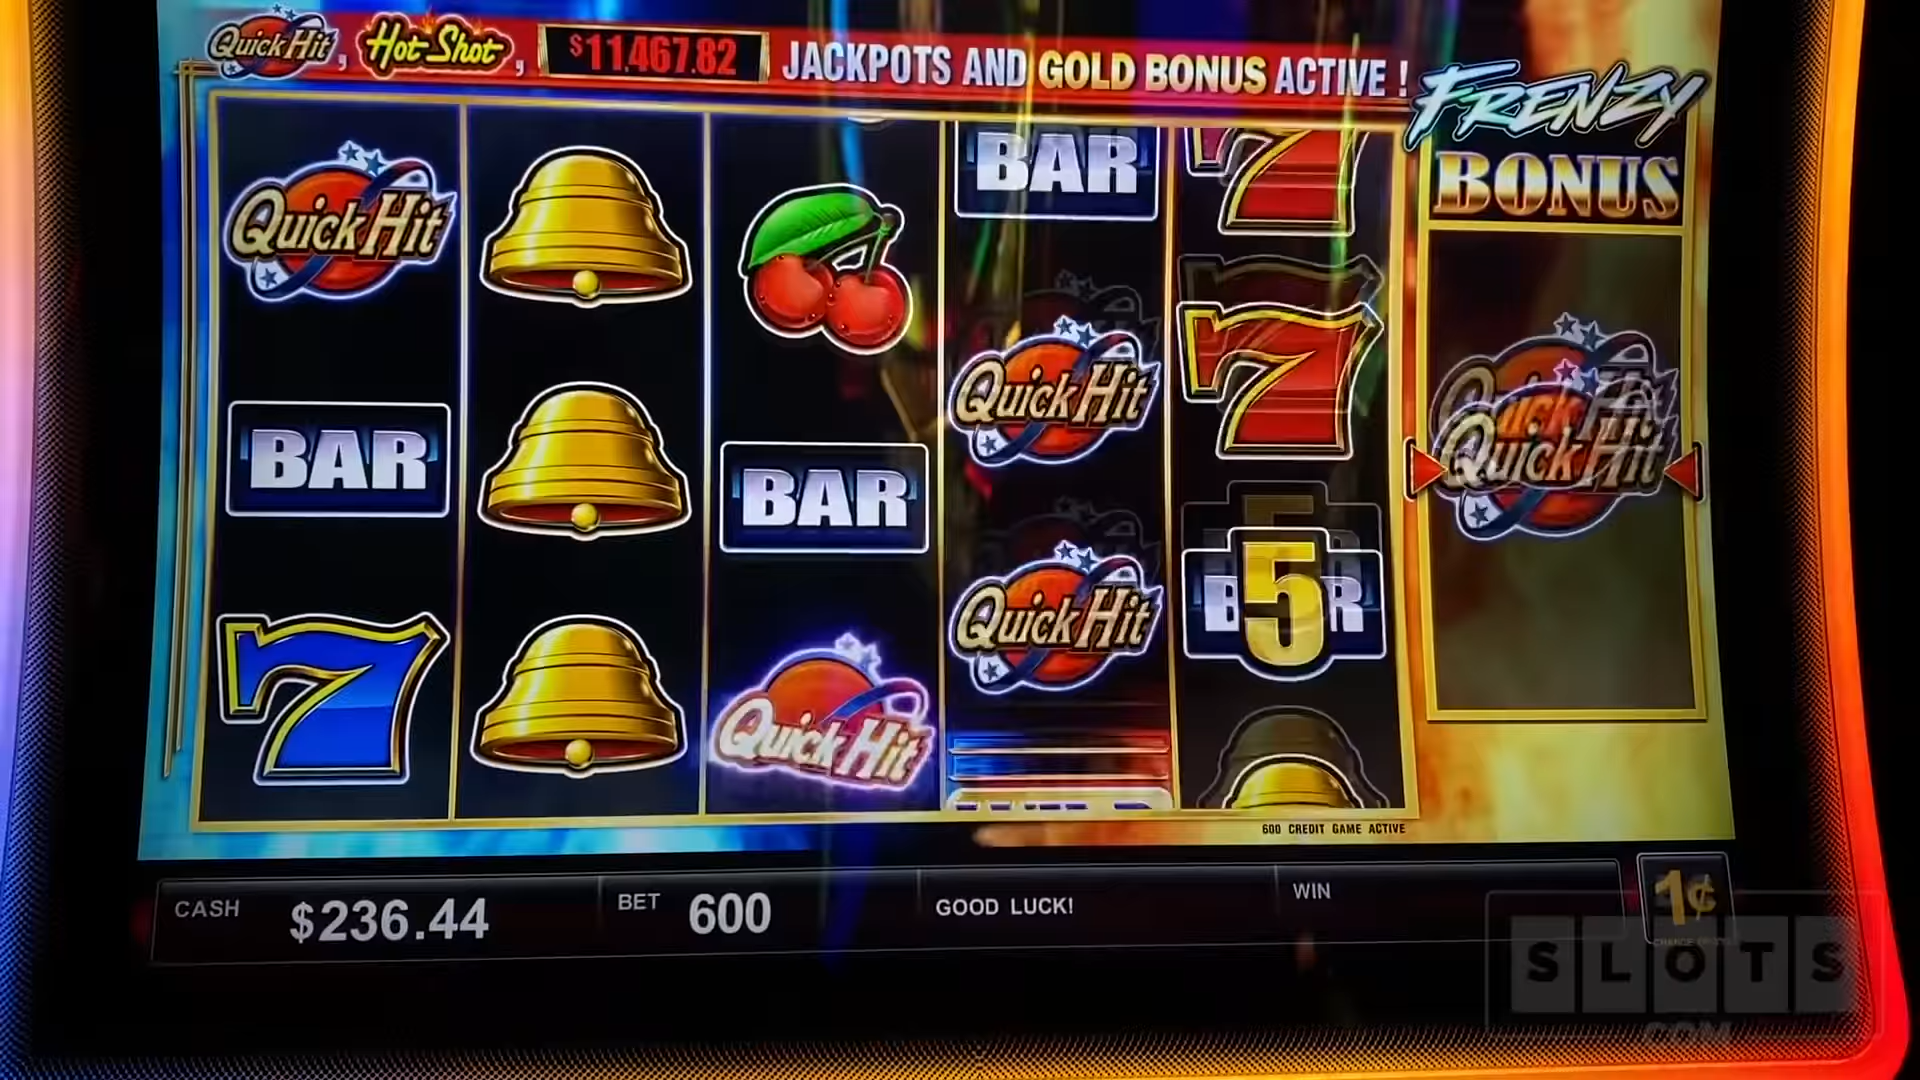 Quick Hit, Hot Shot, $11,467.82 JACKPOTS AND GOLD BONUS ACTIVE!
FRENZY
BONUS
BAR
Quick Hit
Quick Hit
Quick Hit
BAR
BAR
Quick Hit
5
BAR
Quick Hit
600 CREDIT GAME ACTIVE
CASH $236.44
BET 600
GOOD LUCK!
WIN
1¢
SLOTS
.COM